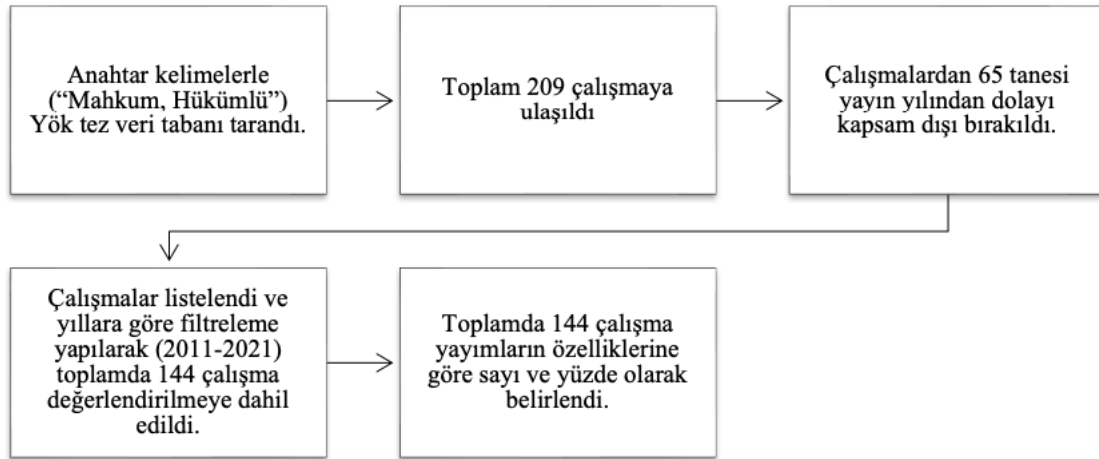 Anahtar kelimelerle
(“Mahkum, Hükümlü”)
Yök tez veri tabanı tarandı.
Toplam 209 çalışmaya
ulaşıldı
Çalışmalardan 65 tanesi
yayın yılından dolayı
kapsam dışı bırakıldı.
Çalışmalar listelendi ve
yıllara göre filtreleme
yapılarak (2011-2021)
toplamda 144 çalışma
değerlendirilmeye dahil
edildi.
Toplamda 144 çalışma
yayımların özelliklerine
göre sayı ve yüzde olarak
belirlendi.